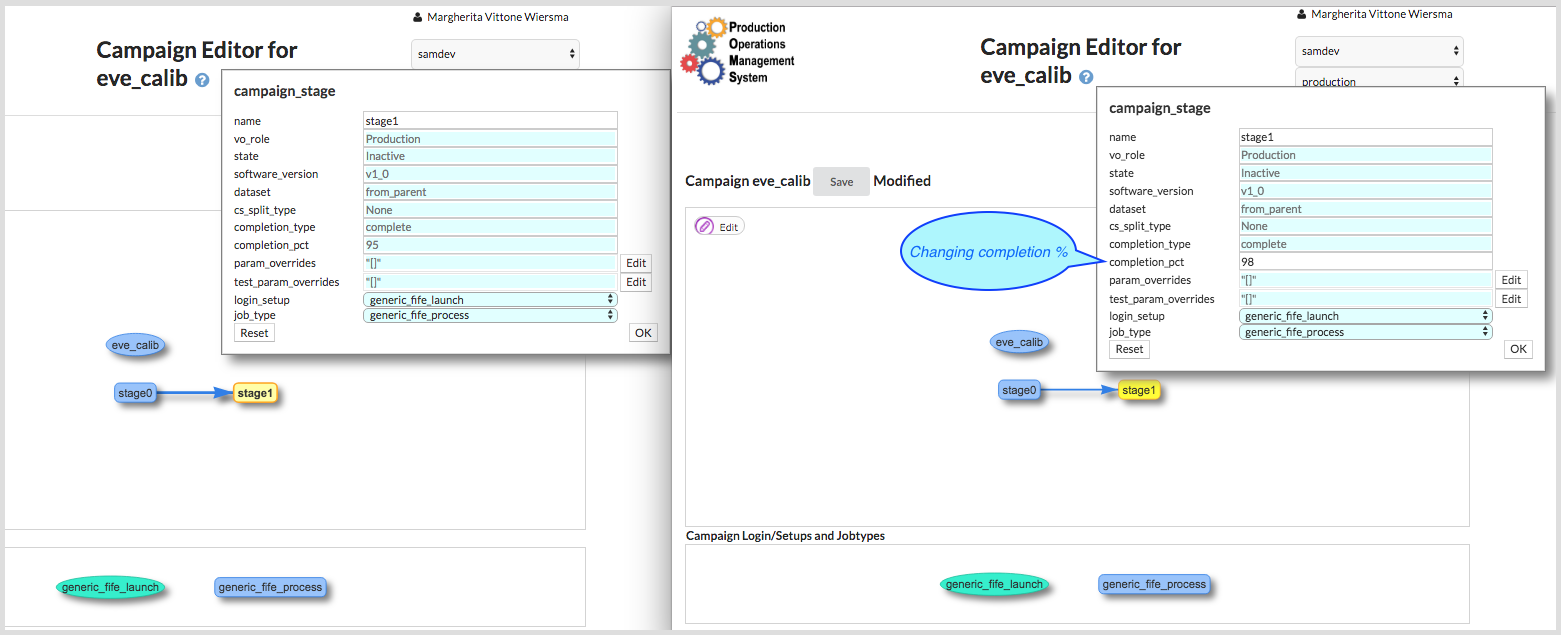 Margherita Vittone Wiersma
Campaign Editor for
eve_calib ?
samdev
campaign_stage
name stage1
vo_role Production
state Inactive
software_version v1_0
dataset from_parent
cs_split_type None
completion_type complete
completion_pct 95
param_overrides "[]" Edit
test_param_overrides "[]" Edit
login_setup generic_fife_launch
job_type generic_fife_process
Reset OK
eve_calib
stage0 stage1
generic_fife_launch generic_fife_process
Production
Operations
Management
System
Margherita Vittone Wiersma
Campaign Editor for
eve_calib ?
samdev
production
campaign_stage
name stage1
vo_role Production
state Inactive
software_version v1_0
dataset from_parent
cs_split_type None
completion_type complete
completion_pct 98
param_overrides "[]" Edit
test_param_overrides "[]" Edit
login_setup generic_fife_launch
job_type generic_fife_process
Reset OK
Campaign eve_calib Save Modified
Edit
Changing completion %
eve_calib
stage0 stage1
Campaign Login/Setups and Jobtypes
generic_fife_launch generic_fife_process